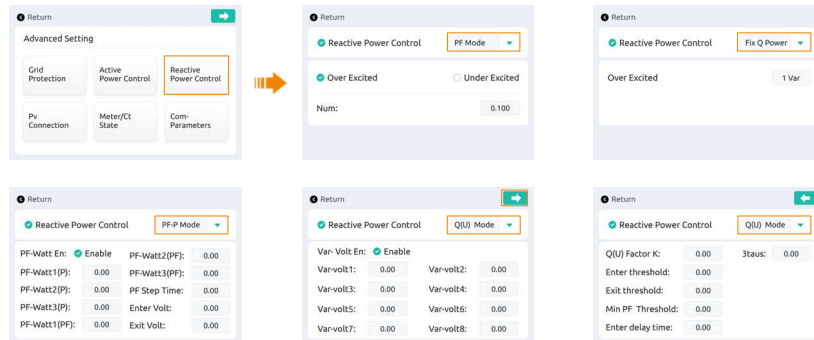 Return
Advanced Setting
Grid
Protection
Active
Power Control
Reactive
Power Control
Pv
Connection
Meter/Ct
State
Com-
Parameters
Return
Reactive Power Control PF Mode
Over Excited Under Excited
Num: 0.100
Return
Reactive Power Control Fix Q Power
Over Excited 1 Var
Return
Reactive Power Control PF-P Mode
PF-Watt En: Enable PF-Watt2(PF): 0.00
PF-Watt1(P): 0.00 PF-Watt3(PF): 0.00
PF-Watt2(P): 0.00 PF Step Time: 0.00
PF-Watt3(P): 0.00 Enter Volt: 0.00
PF-Watt1(PF): 0.00 Exit Volt: 0.00
Return
Reactive Power Control Q(U) Mode
Var- Volt En: Enable
Var-volt1: 0.00 Var-volt2: 0.00
Var-volt3: 0.00 Var-volt4: 0.00
Var-volt5: 0.00 Var-volt6: 0.00
Var-volt7: 0.00 Var-volt8: 0.00
Return
Reactive Power Control Q(U) Mode
Q(U) Factor K: 0.00 3taus: 0.00
Enter threshold: 0.00
Exit threshold: 0.00
Min PF Threshold: 0.00
Enter delay time: 0.00